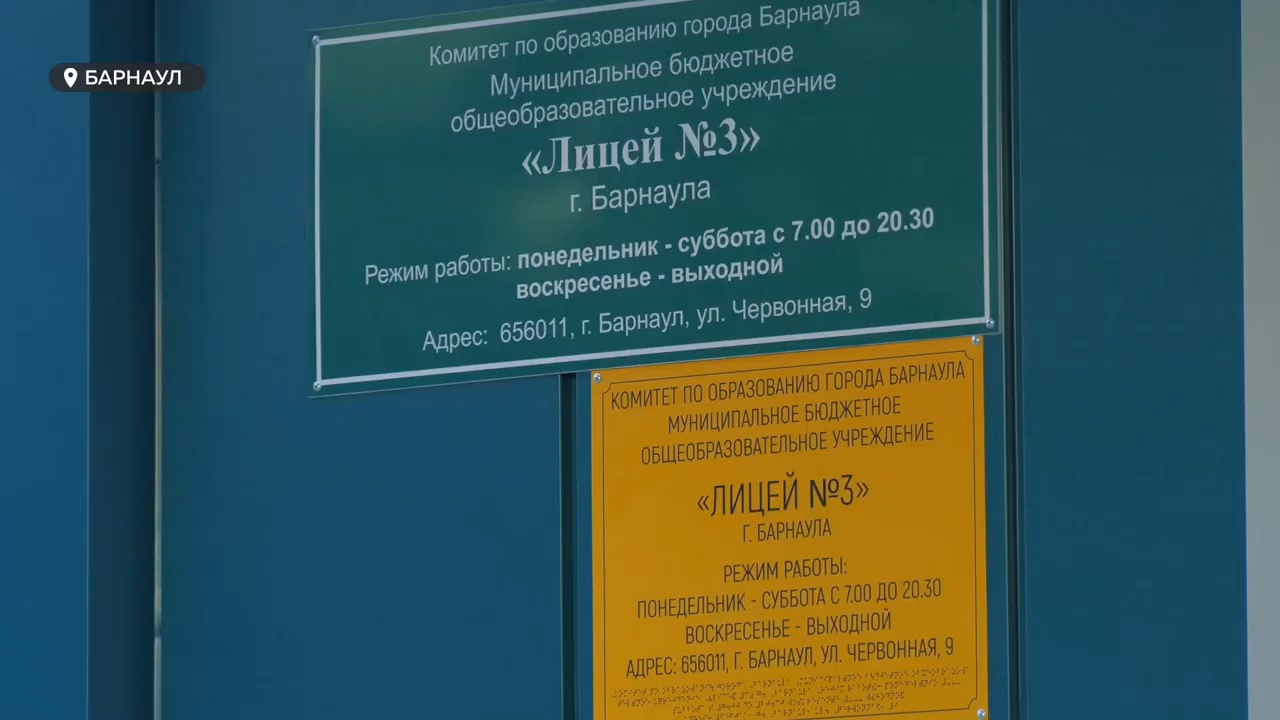 БАРНАУЛ
Комитет по образованию города Барнаула
Муниципальное бюджетное
общеобразовательное учреждение
«Лицей №3»
г. Барнаула
Режим работы: понедельник - суббота с 7.00 до 20.30
воскресенье - выходной
Адрес: 656011, г. Барнаул, ул. Червонная, 9
КОМИТЕТ ПО ОБРАЗОВАНИЮ ГОРОДА БАРНАУЛА
МУНИЦИПАЛЬНОЕ БЮДЖЕТНОЕ
ОБЩЕОБРАЗОВАТЕЛЬНОЕ УЧРЕЖДЕНИЕ
«ЛИЦЕЙ №3»
Г. БАРНАУЛА
РЕЖИМ РАБОТЫ:
ПОНЕДЕЛЬНИК - СУББОТА С 7.00 ДО 20.30
ВОСКРЕСЕНЬЕ - ВЫХОДНОЙ
АДРЕС: 656011, Г. БАРНАУЛ, УЛ. ЧЕРВОННАЯ, 9